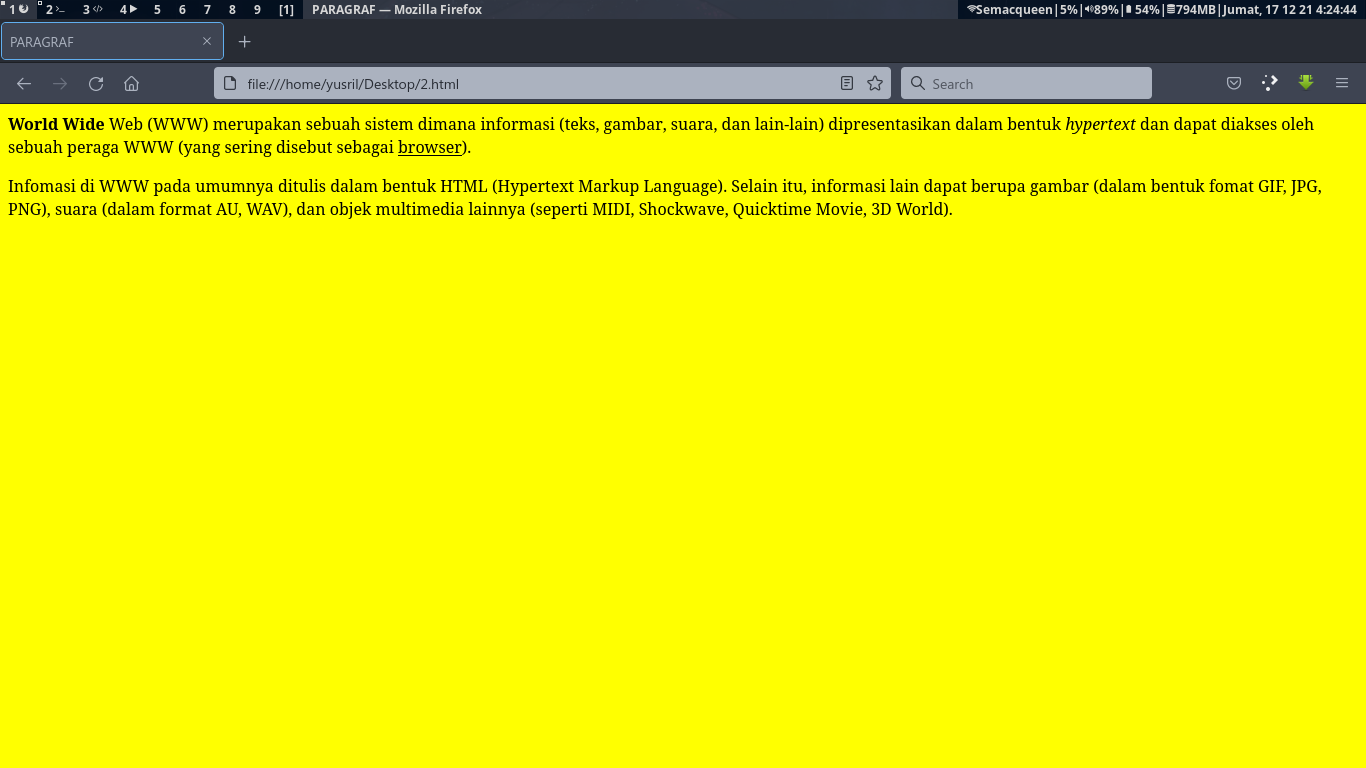 1 2 3 4 5 6 7 8 9 [1] PARAGRAF — Mozilla Firefox Semacqueen|5%|89%|54%|794MB|Jumat, 17 12 21 4:24:44
PARAGRAF
file:///home/yusril/Desktop/2.html Search
World Wide Web (WWW) merupakan sebuah sistem dimana informasi (teks, gambar, suara, dan lain-lain) dipresentasikan dalam bentuk hypertext dan dapat diakses oleh
sebuah peraga WWW (yang sering disebut sebagai browser).
Infomasi di WWW pada umumnya ditulis dalam bentuk HTML (Hypertext Markup Language). Selain itu, informasi lain dapat berupa gambar (dalam bentuk fomat GIF, JPG,
PNG), suara (dalam format AU, WAV), dan objek multimedia lainnya (seperti MIDI, Shockwave, Quicktime Movie, 3D World).